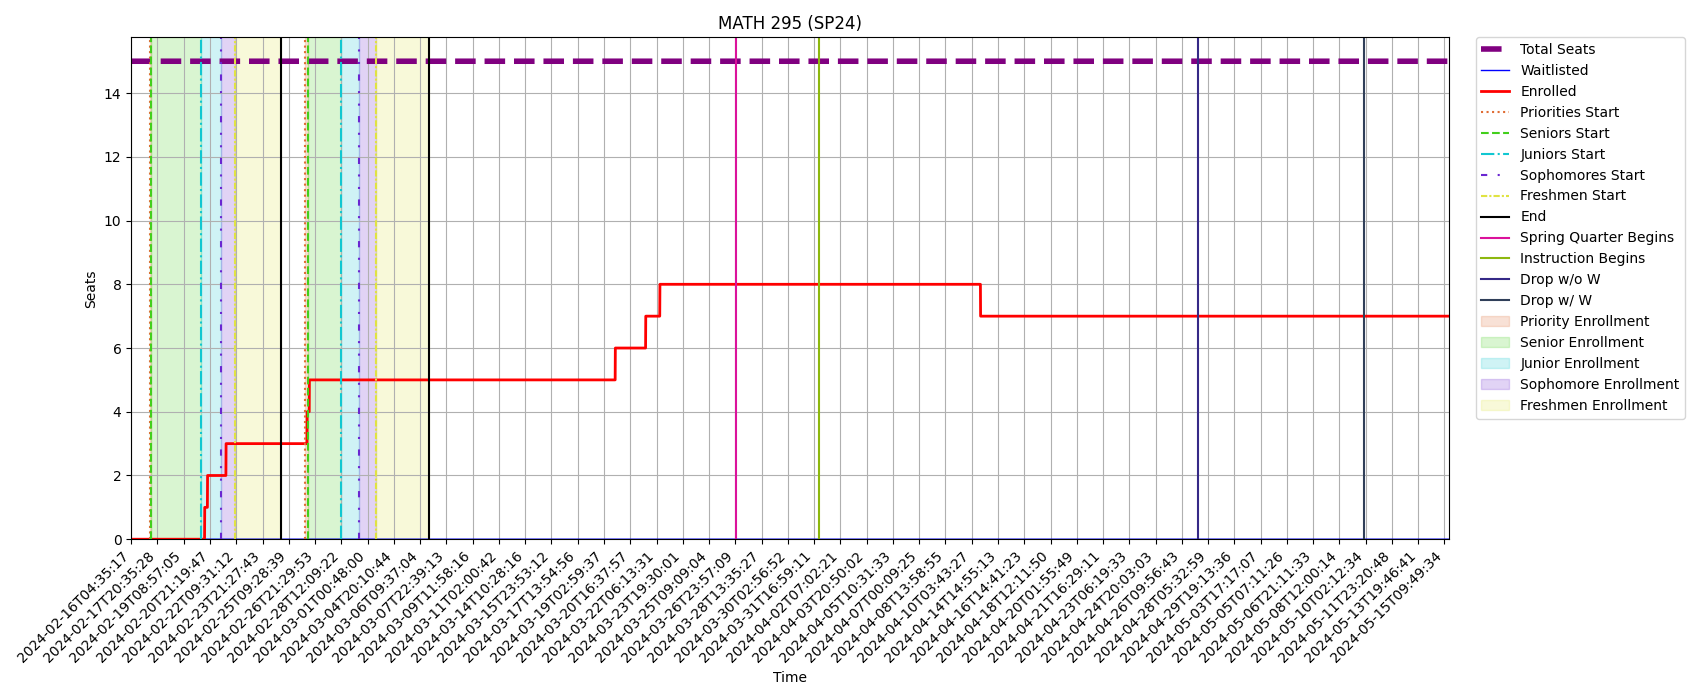 MATH 295 (SP24)
Seats
14
12
10
8
6
4
2
0
2024-02-16T04:35:17
2024-02-17T20:35:28
2024-02-19T08:57:05
2024-02-20T21:19:47
2024-02-22T09:31:12
2024-02-23T21:27:43
2024-02-25T09:28:39
2024-02-26T21:29:53
2024-02-28T12:09:22
2024-03-01T00:48:00
2024-03-04T20:10:44
2024-03-06T09:37:04
2024-03-07T22:39:13
2024-03-09T11:58:16
2024-03-11T02:00:42
2024-03-14T10:28:16
2024-03-15T23:53:12
2024-03-17T13:54:56
2024-03-19T02:59:37
2024-03-20T16:37:57
2024-03-22T06:13:31
2024-03-23T19:30:01
2024-03-25T09:09:04
2024-03-26T23:57:09
2024-03-28T13:35:27
2024-03-30T02:56:52
2024-03-31T16:59:11
2024-04-02T07:02:21
2024-04-03T20:50:02
2024-04-05T10:31:33
2024-04-07T00:09:25
2024-04-08T13:58:55
2024-04-10T03:43:27
2024-04-14T14:55:13
2024-04-16T14:41:23
2024-04-18T12:11:50
2024-04-20T01:55:49
2024-04-21T16:29:11
2024-04-23T06:19:33
2024-04-24T20:03:03
2024-04-26T09:56:43
2024-04-28T05:32:59
2024-04-29T19:13:36
2024-05-03T17:17:07
2024-05-05T07:11:26
2024-05-06T21:11:33
2024-05-08T12:00:14
2024-05-10T02:12:34
2024-05-11T23:20:48
2024-05-13T19:46:41
2024-05-15T09:49:34
Time
Total Seats
Waitlisted
Enrolled
Priorities Start
Seniors Start
Juniors Start
Sophomores Start
Freshmen Start
End
Spring Quarter Begins
Instruction Begins
Drop w/o W
Drop w/ W
Priority Enrollment
Senior Enrollment
Junior Enrollment
Sophomore Enrollment
Freshmen Enrollment